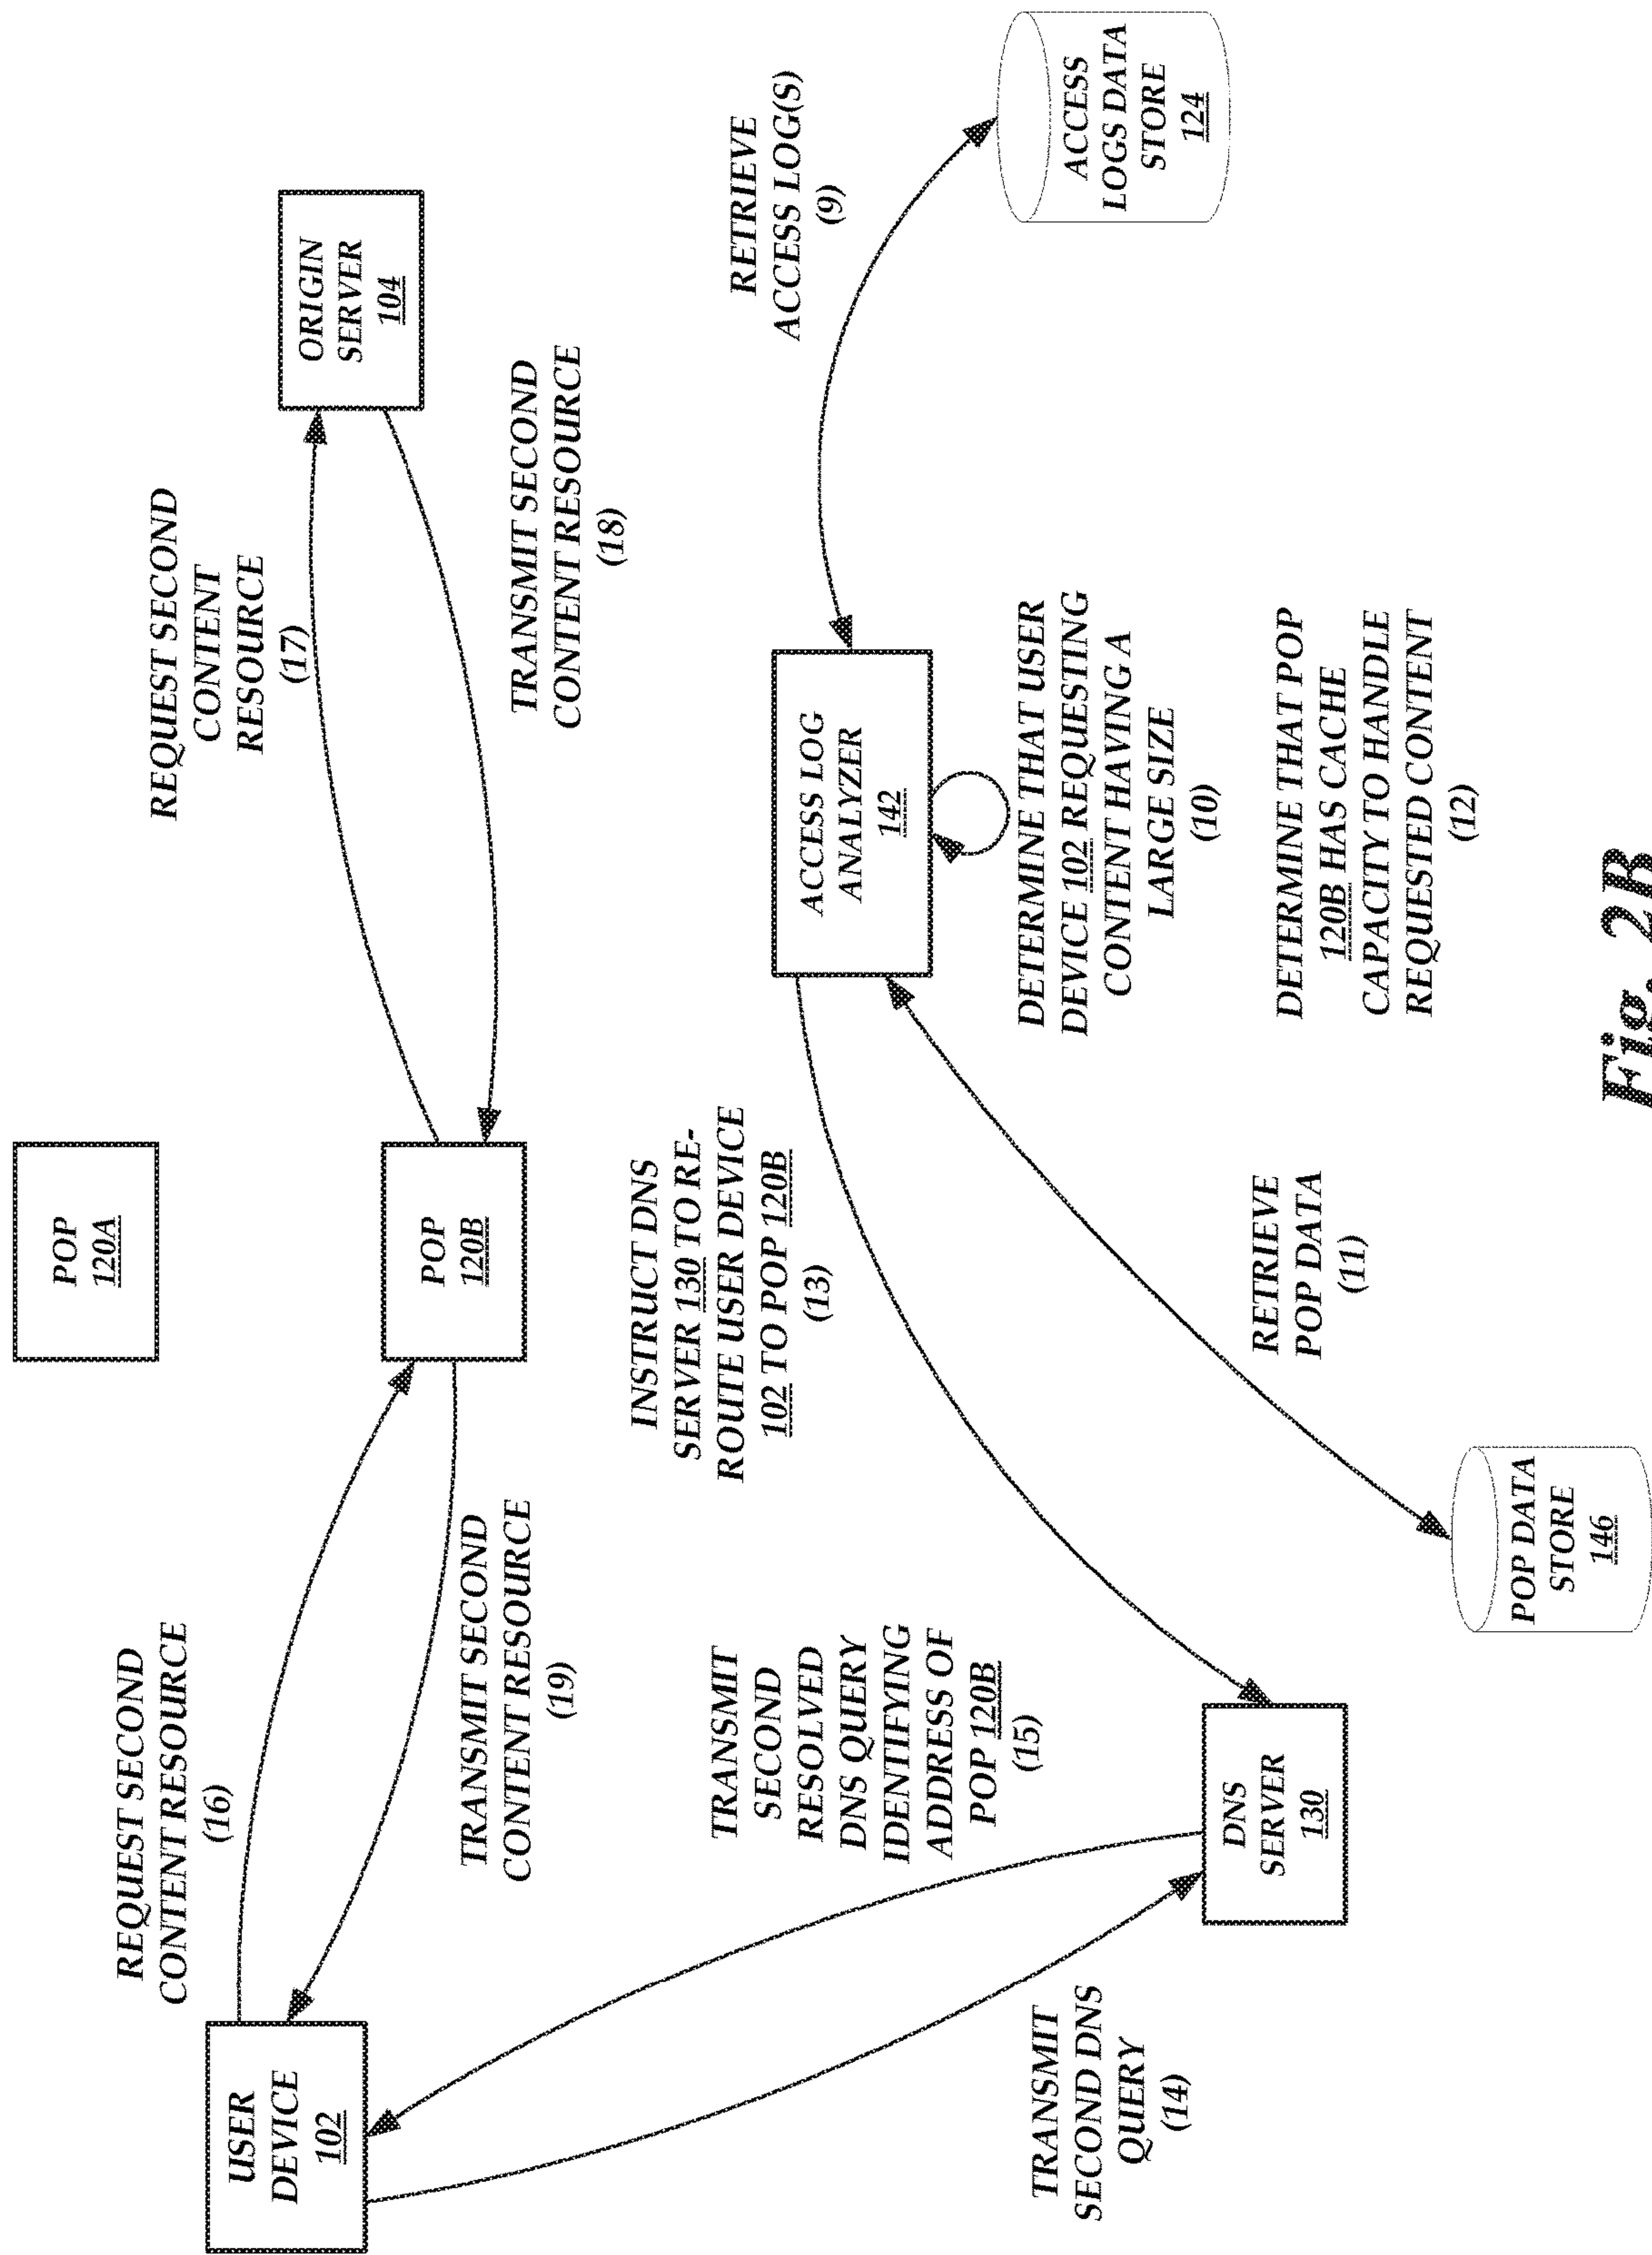 POP
120A
REQUEST SECOND
CONTENT RESOURCE
(16)
REQUEST SECOND
CONTENT
RESOURCE
(17)
USER
DEVICE
102
POP
120B
ORIGIN
SERVER
104
TRANSMIT SECOND
CONTENT RESOURCE
(19)
TRANSMIT SECOND
CONTENT RESOURCE
(18)
INSTRUCT DNS
SERVER 130 TO RE-
ROUTE USER DEVICE
102 TO POP 120B
(13)
RETRIEVE
ACCESS LOG(S)
(9)
TRANSMIT
SECOND
RESOLVED
DNS QUERY
IDENTIFYING
ADDRESS OF
POP 120B
(15)
ACCESS LOG
ANALYZER
142
ACCESS
LOGS DATA
STORE
124
TRANSMIT
SECOND DNS
QUERY
(14)
DETERMINE THAT USER
DEVICE 102 REQUESTING
CONTENT HAVING A
LARGE SIZE
(10)
DNS
SERVER
130
RETRIEVE
POP DATA
(11)
DETERMINE THAT POP
120B HAS CACHE
CAPACITY TO HANDLE
REQUESTED CONTENT
(12)
POP DATA
STORE
146
Fig. 2B